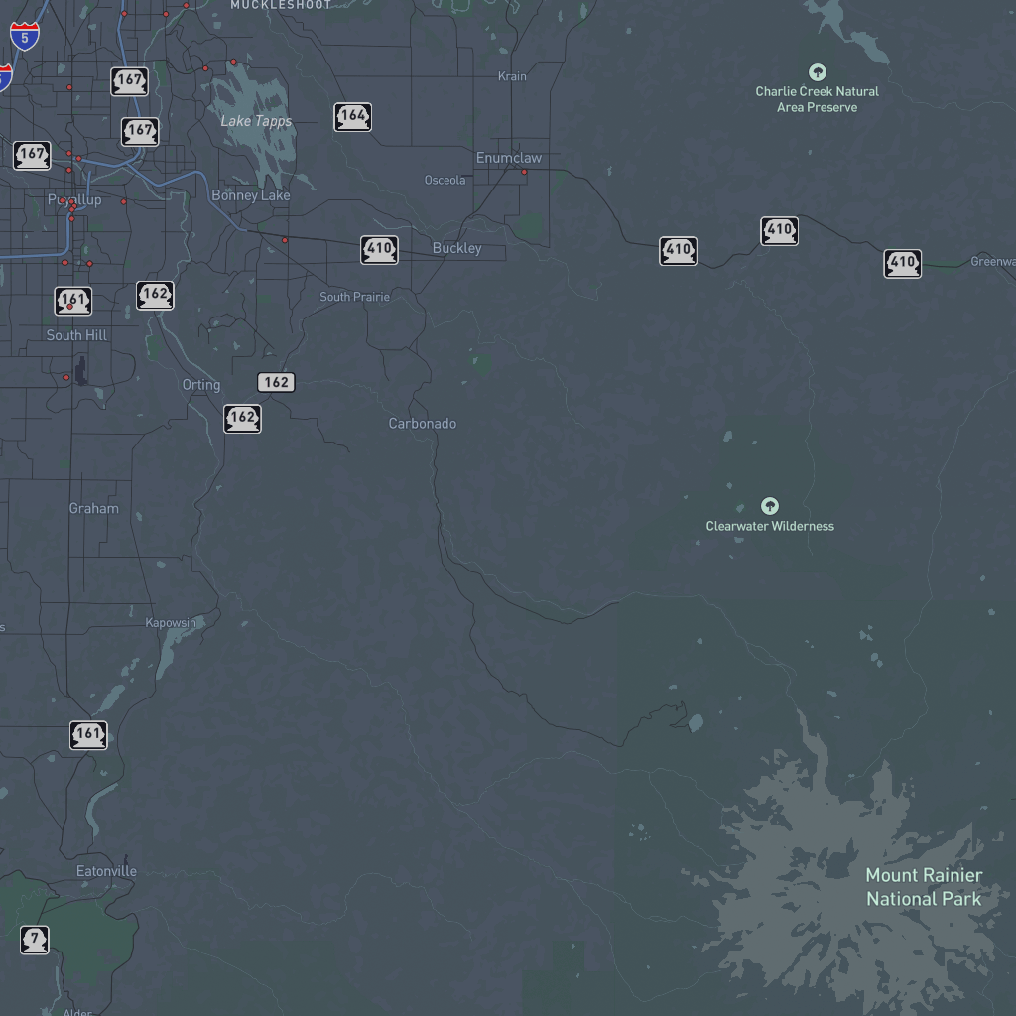 MUCKLESHOOT
5
167
Krain
Charlie Creek Natural
Area Preserve
164
Lake Tapps
167
167
Enumclaw
Osceola
Puyallup
Bonney Lake
410
410
Buckley
410
410
Greenwa
161
162
South Prairie
South Hill
Orting
162
162
Carbonado
Graham
Clearwater Wilderness
Kapowsin
s
161
Eatonville
Mount Rainier
National Park
7
Alder